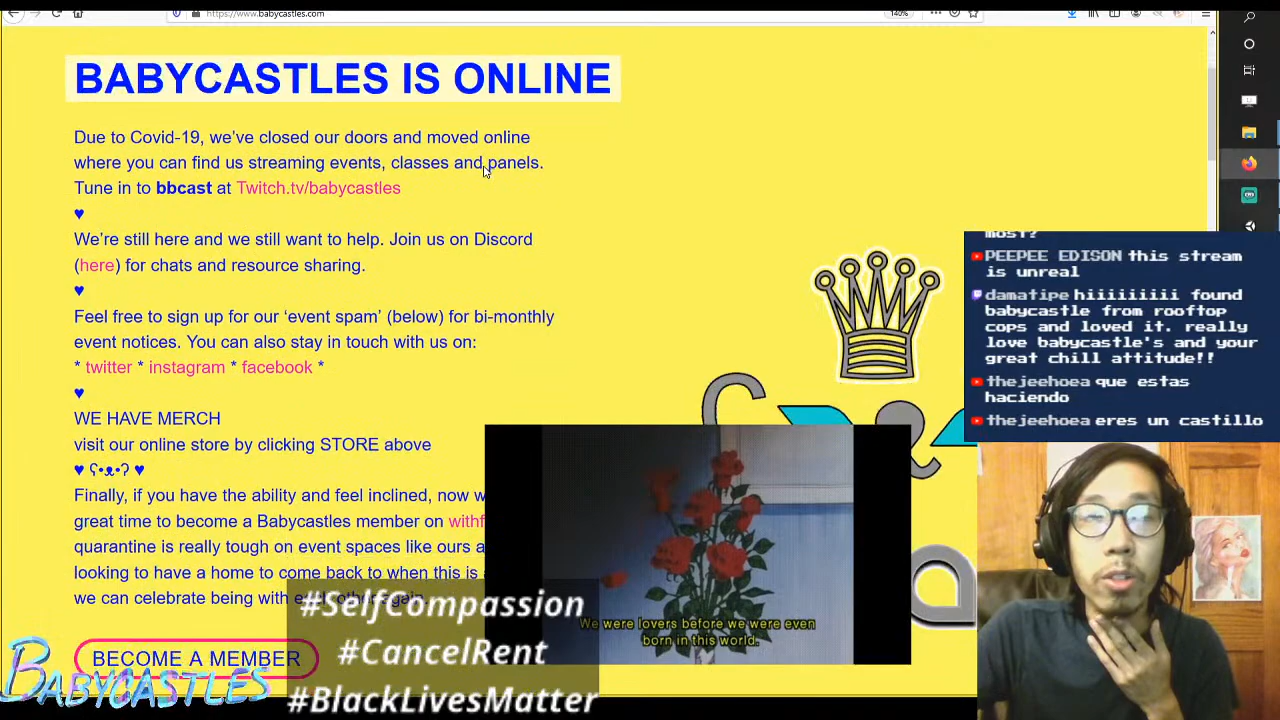 https://www.babycastles.com
140%
BABYCASTLES IS ONLINE
Due to Covid-19, we've closed our doors and moved online
where you can find us streaming events, classes and panels.
Tune in to bbcast at Twitch.tv/babycastles
♥
We're still here and we still want to help. Join us on Discord
(here) for chats and resource sharing.
♥
Feel free to sign up for our ‘event spam’ (below) for bi-monthly
event notices. You can also stay in touch with us on:
* twitter * instagram * facebook *
♥
WE HAVE MERCH
visit our online store by clicking STORE above
♥ ʕ•ᴥ•ʔ ♥
Finally, if you have the ability and feel inclined, now w
great time to become a Babycastles member on withf
quarantine is really tough on event spaces like ours a
looking to have a home to come back to when this is
we can celebrate being with each other again.
BECOME A MEMBER
BABYCASTLES
#SelfCompassion
#CancelRent
#BlackLivesMatter
We were lovers before we were even
born in this world.
most?
PEEPEE EDISON this stream
is unreal
damatipe hiiiiiiiii found
babycastle from rooftop
cops and loved it. really
love babycastle's and your
great chill attitude!!
thejeehoea que estas
haciendo
thejeehoea eres un castillo